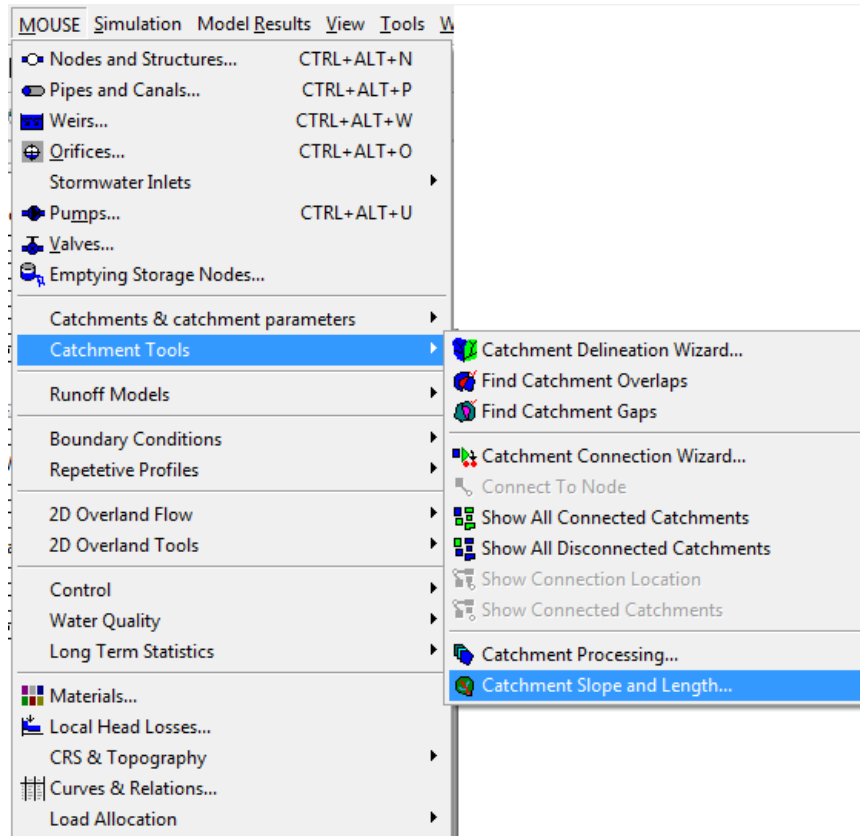 MOUSE Simulation Model Results View Tools W
Nodes and Structures... CTRL+ALT+N
Pipes and Canals... CTRL+ALT+P
Weirs... CTRL+ALT+W
Orifices... CTRL+ALT+O
Stormwater Inlets
Pumps... CTRL+ALT+U
Valves...
Emptying Storage Nodes...
Catchments & catchment parameters
Catchment Tools
Runoff Models
Boundary Conditions
Repetetive Profiles
2D Overland Flow
2D Overland Tools
Control
Water Quality
Long Term Statistics
Materials...
Local Head Losses...
CRS & Topography
Curves & Relations...
Load Allocation
Catchment Delineation Wizard...
Find Catchment Overlaps
Find Catchment Gaps
Catchment Connection Wizard...
Connect To Node
Show All Connected Catchments
Show All Disconnected Catchments
Show Connection Location
Show Connected Catchments
Catchment Processing...
Catchment Slope and Length...